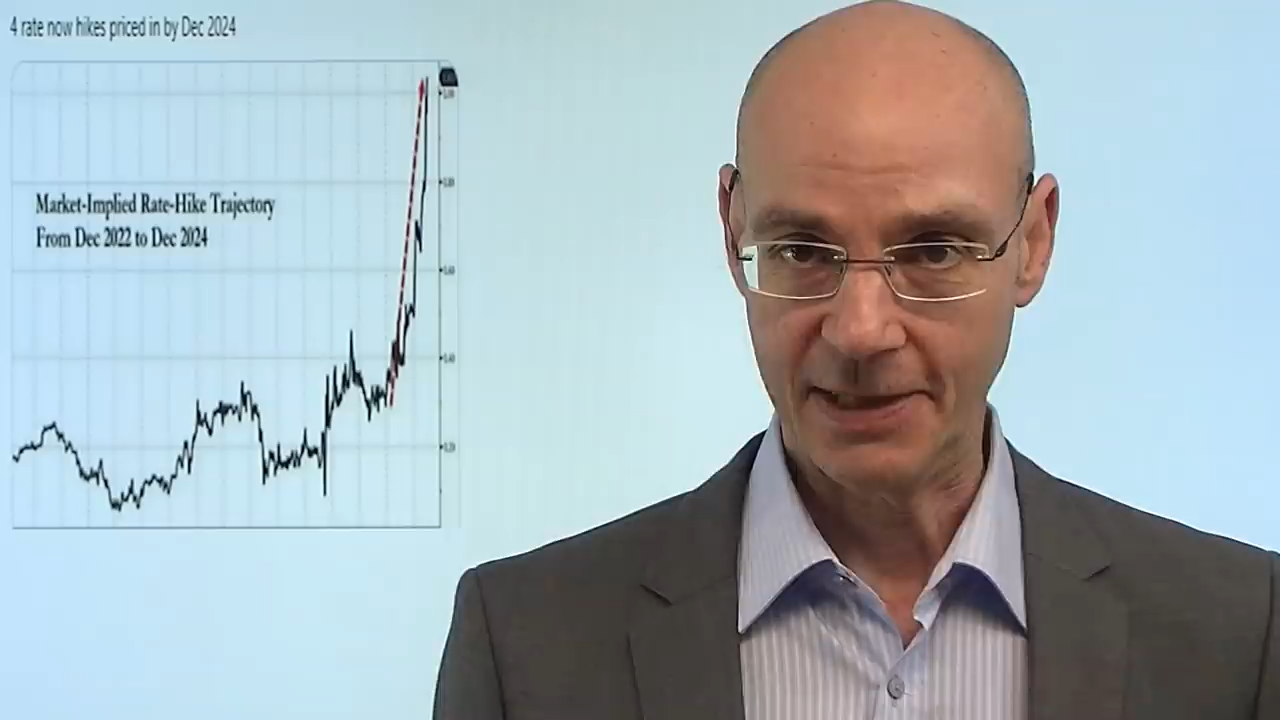 4 rate now hikes priced in by Dec 2024
Market-Implied Rate-Hike Trajectory
From Dec 2022 to Dec 2024